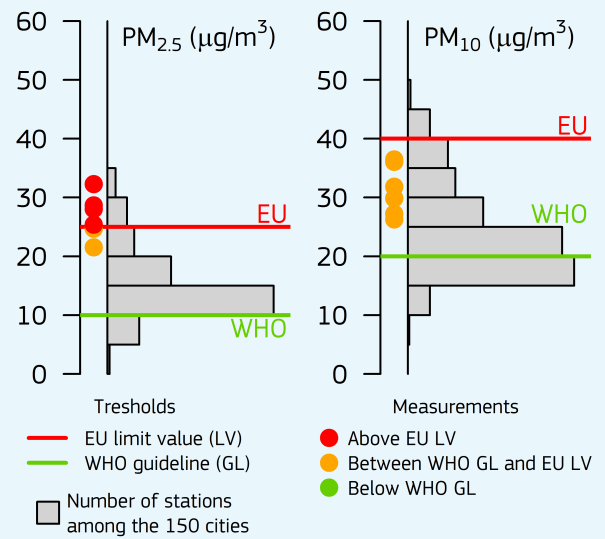 PM2.5 (μg/m3)
60
50
40
30
20
10
0
EU
WHO
PM10 (μg/m3)
60
50
40
30
20
10
0
EU
WHO
Tresholds
EU limit value (LV)
WHO guideline (GL)
Number of stations
among the 150 cities
Measurements
Above EU LV
Between WHO GL and EU LV
Below WHO GL